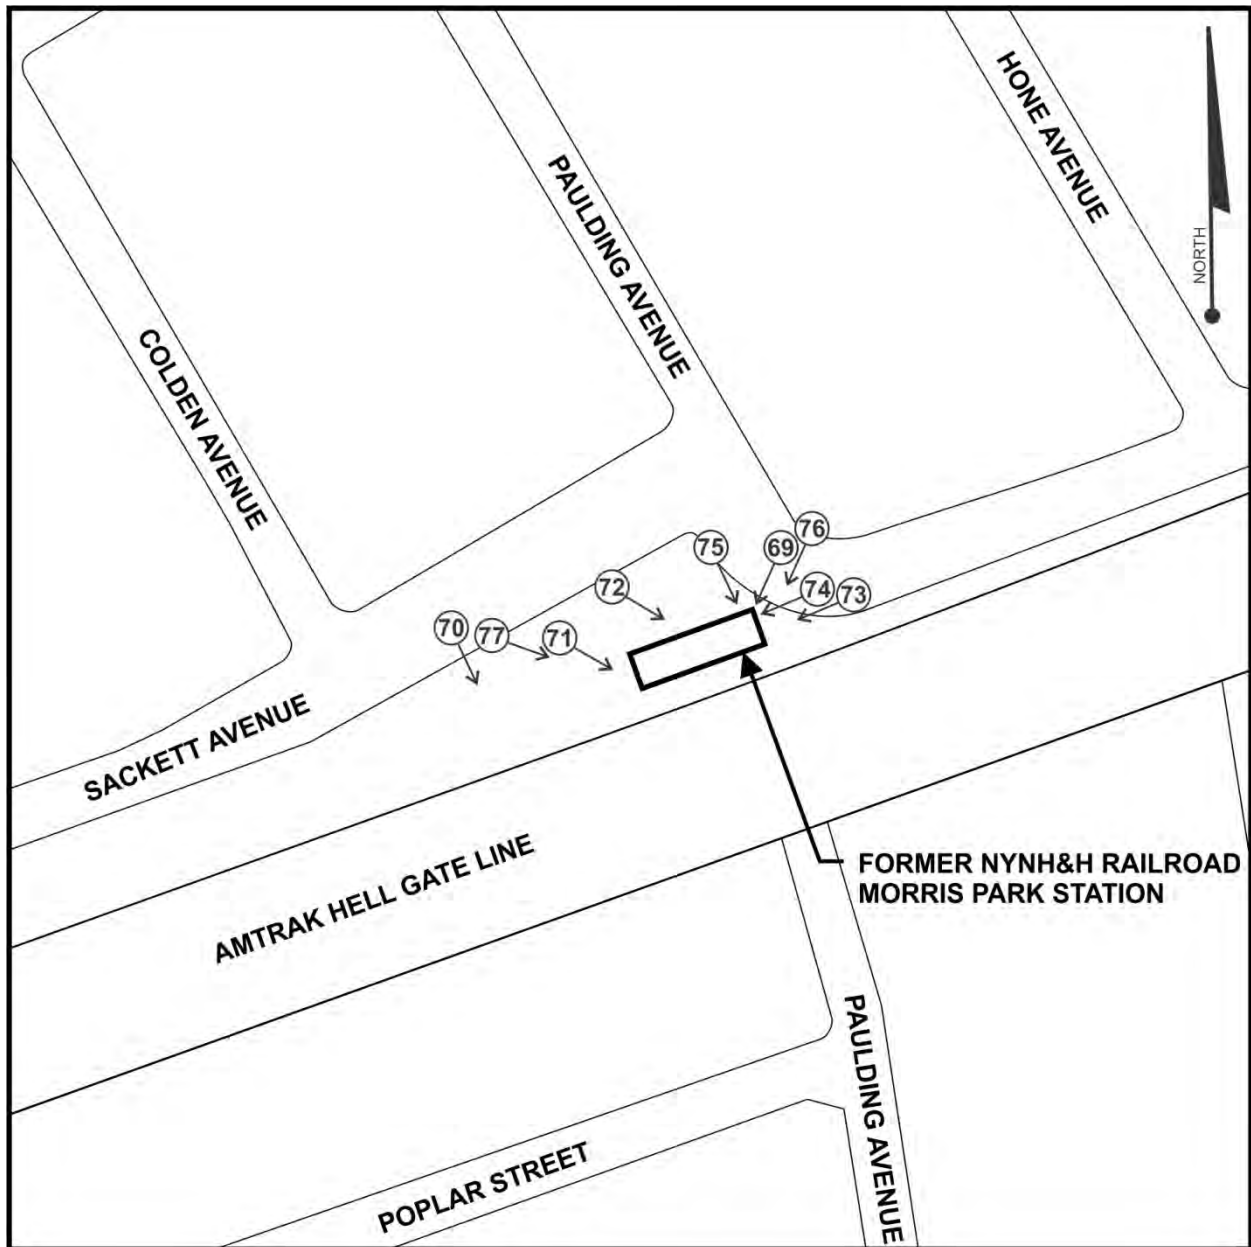 HONE AVENUE
PAULDING AVENUE
NORTH
COLDEN AVENUE
76
75
69
72
74
73
70
77
71
SACKETT AVENUE
AMTRAK HELL GATE LINE
FORMER NYNH&H RAILROAD
MORRIS PARK STATION
PAULDING AVENUE
POPLAR STREET